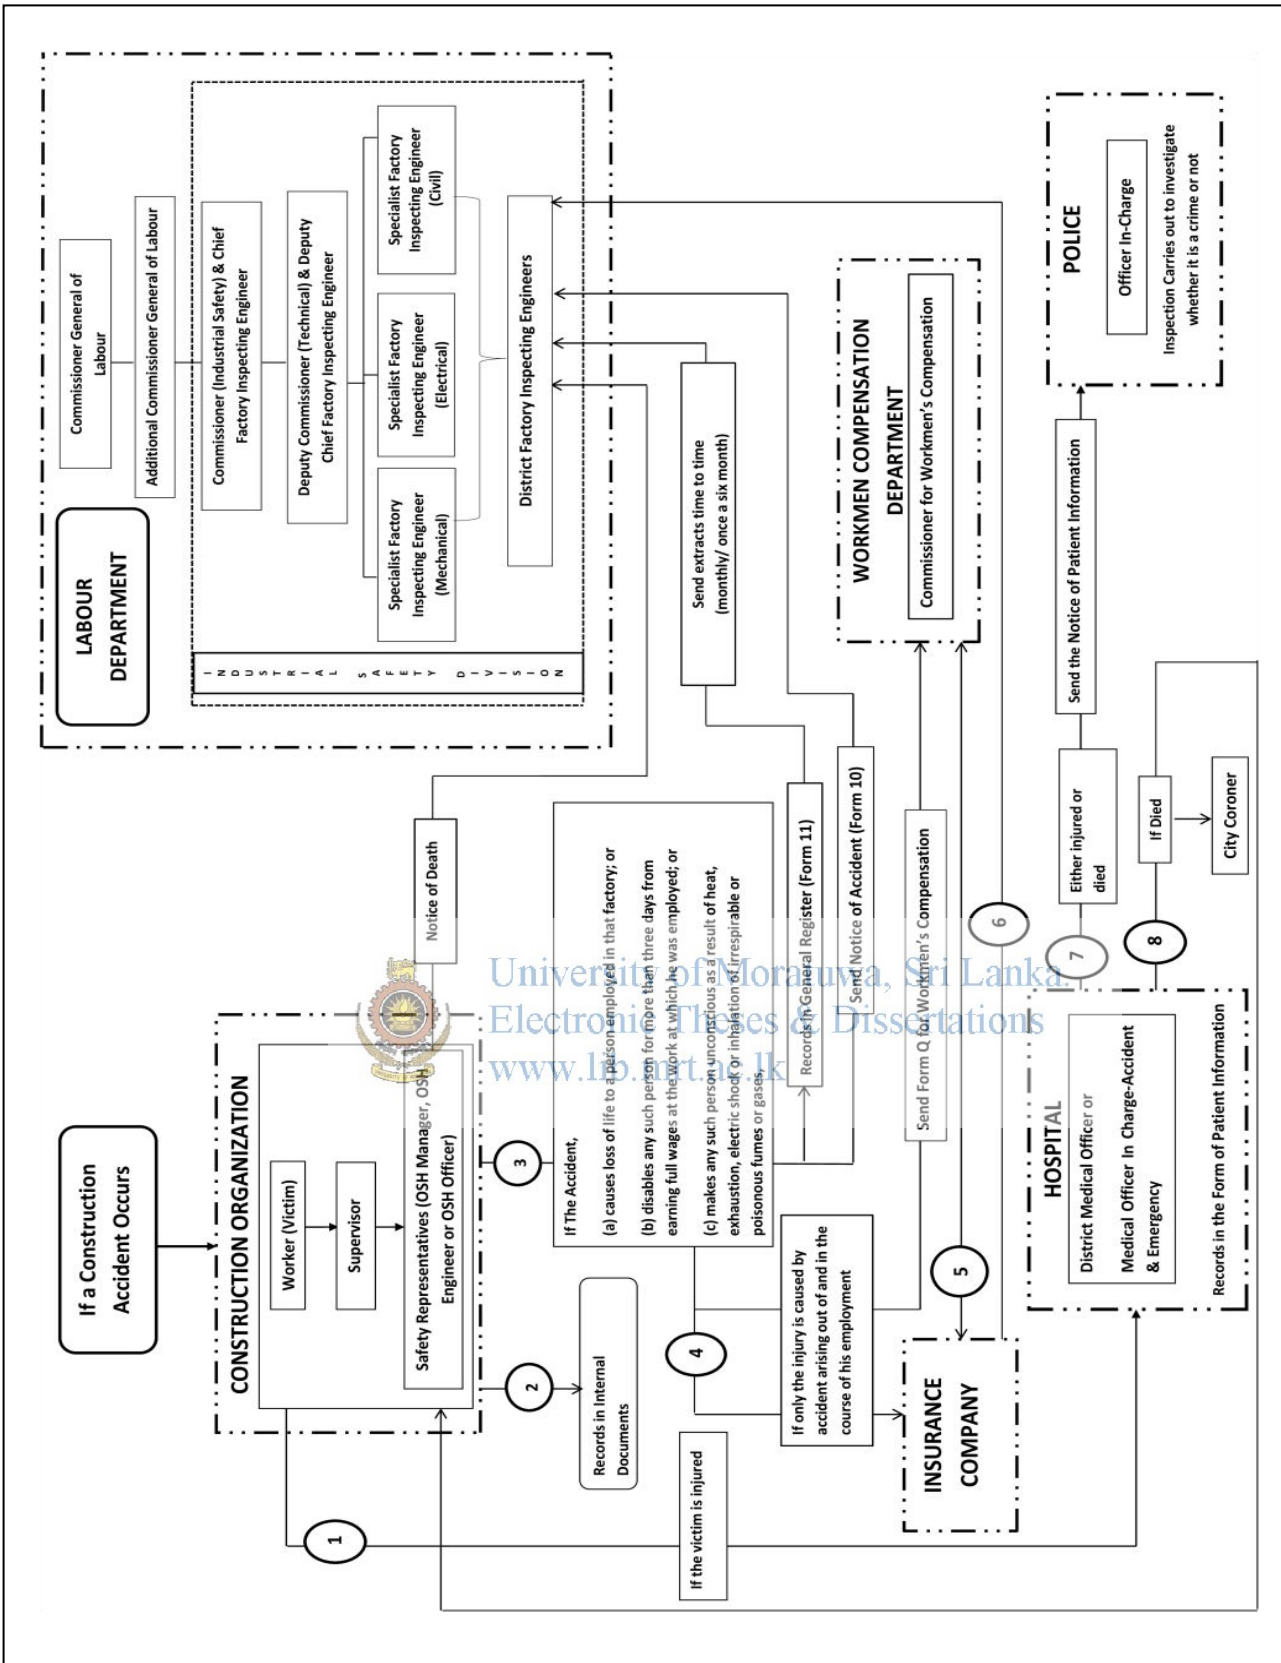 If a Construction
Accident Occurs
CONSTRUCTION ORGANIZATION
Worker (Victim)
Supervisor
Safety Representatives (OSH Manager, OSH
Engineer or OSH Officer)
Notice of Death
LABOUR
DEPARTMENT
Commissioner General of
Labour
Additional Commissioner General of Labour
INDUSTRIAL SAFETY DIVISION
Commissioner (Industrial Safety) & Chief
Factory Inspecting Engineer
Deputy Commissioner (Technical) & Deputy
Chief Factory Inspecting Engineer
Specialist Factory
Inspecting Engineer
(Mechanical)
Specialist Factory
Inspecting Engineer
(Electrical)
Specialist Factory
Inspecting Engineer
(Civil)
District Factory Inspecting Engineers
1
2
3
Records in Internal
Documents
If The Accident,
(a) causes loss of life to a person employed in that factory; or
(b) disables any such person for more than three days from
earning full wages at the work at which he was employed; or
(c) makes any such person unconscious as a result of heat,
exhaustion, electric shock or inhalation of irrespirable or
poisonous fumes or gases,
Send extracts time to time
(monthly/ once a six month)
Records in General Register (Form 11)
Send Notice of Accident (Form 10)
4
If the victim is injured
If only the injury is caused by
accident arising out of and in the
course of his employment
Send Form Q for Workmen's Compensation
WORKMEN COMPENSATION
DEPARTMENT
Commissioner for Workmen's Compensation
INSURANCE
COMPANY
5
6
HOSPITAL
District Medical Officer or
Medical Officer In Charge-Accident
& Emergency
Records in the Form of Patient Information
7
Either injured or
died
Send the Notice of Patient Information
8
If Died
City Coroner
POLICE
Officer In-Charge
Inspection Carries out to investigate
whether it is a crime or not
University of Moratuwa, Sri Lanka.
Electronic Theses & Dissertations
www.lib.mrt.ac.lk